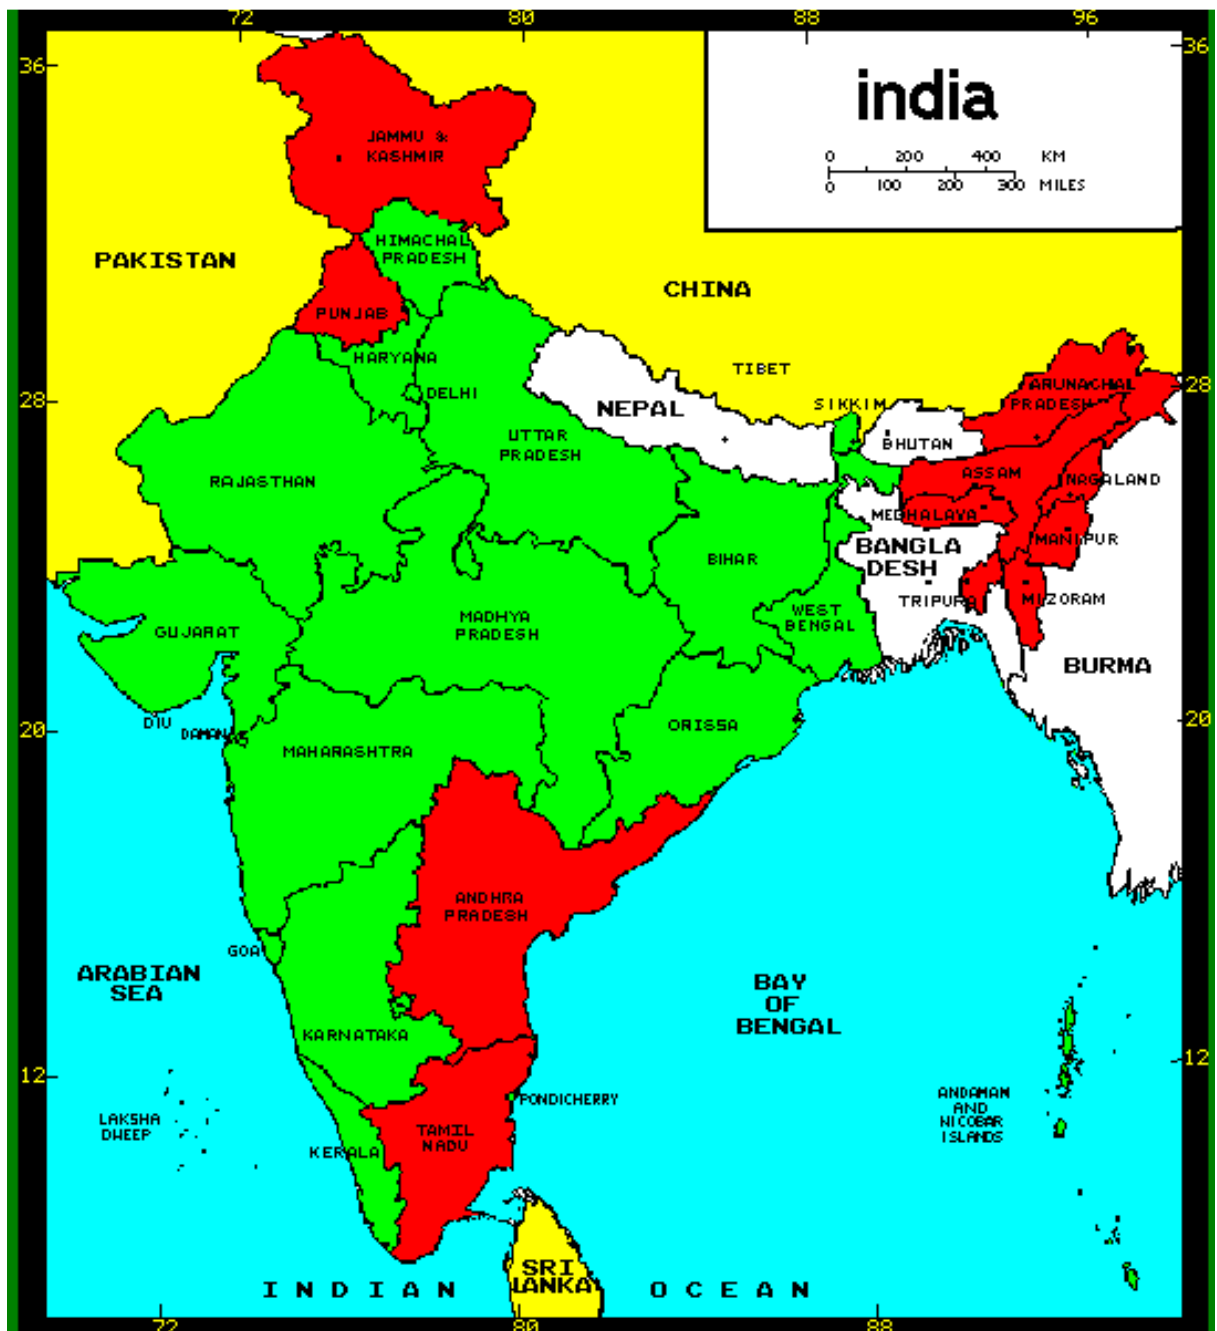 72 80 88 96
36 36
india
0 200 400 KM
0 100 200 300 MILES
JAMMU &
KASHMIR
HIMACHAL
PRADESH
PAKISTAN
CHINA
PUNJAB
HARYANA
TIBET
DELHI
28 28
NEPAL
SIKKIM
ARUNACHAL
PRADESH
BHUTAN
UTTAR
PRADESH
RAJASTHAN
ASSAM
NAGALAND
MEGHALAYA
MANIPUR
BANGLA
DESH
BIHAR
TRIPURA
MIZORAM
WEST
BENGAL
MADHYA
PRADESH
GUJARAT
BURMA
DIU
DAMAN
20 20
ORISSA
MAHARASHTRA
ANDHRA
PRADESH
GOA
ARABIAN
SEA
BAY
OF
BENGAL
KARNATAKA
12 12
PONDICHERRY
ANDAMAN
AND
NICOBAR
ISLANDS
LAKSHA
DWEEP
TAMIL
NADU
KERALA
SRI
LANKA
INDIAN OCEAN
72 80 88